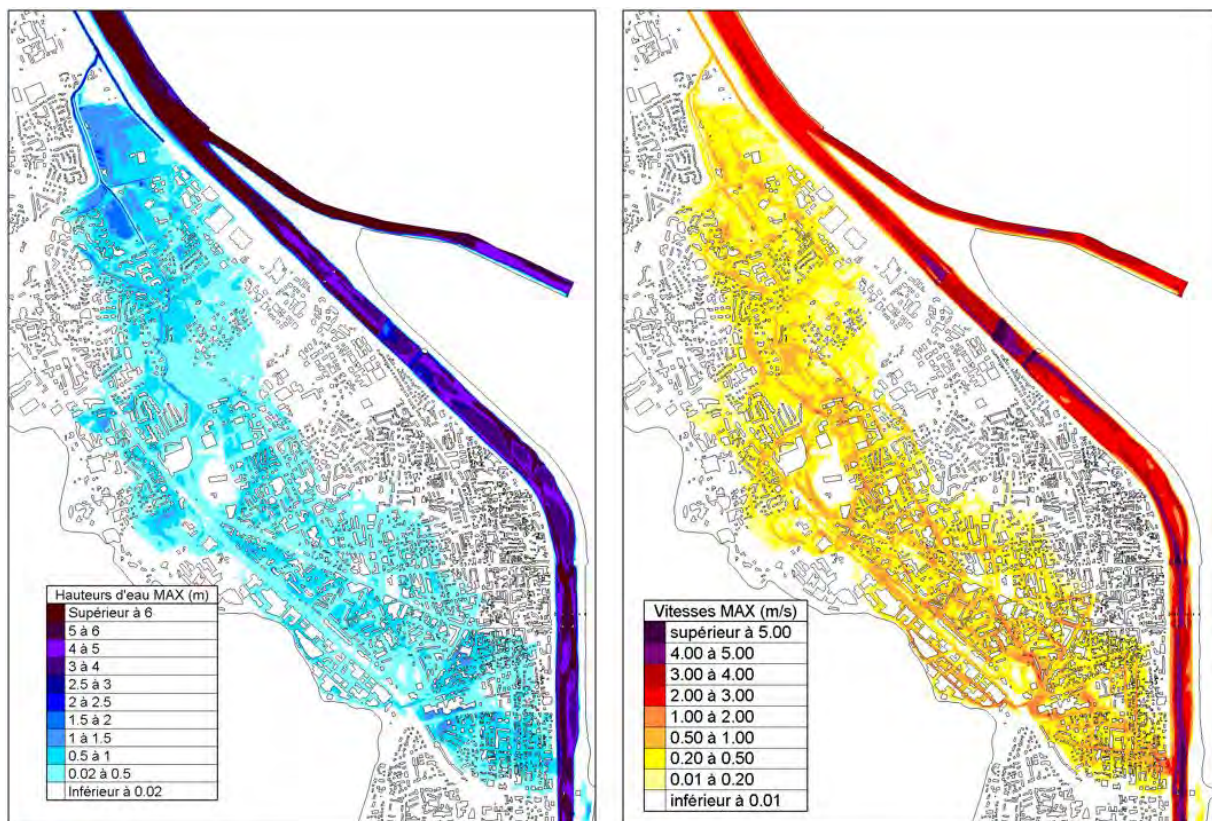 Hauteurs d'eau MAX (m)
Supérieur à 6
5 à 6
4 à 5
3 à 4
2.5 à 3
2 à 2.5
1.5 à 2
1 à 1.5
0.5 à 1
0.02 à 0.5
Inférieur à 0.02
Vitesses MAX (m/s)
supérieur à 5.00
4.00 à 5.00
3.00 à 4.00
2.00 à 3.00
1.00 à 2.00
0.50 à 1.00
0.20 à 0.50
0.01 à 0.20
inférieur à 0.01